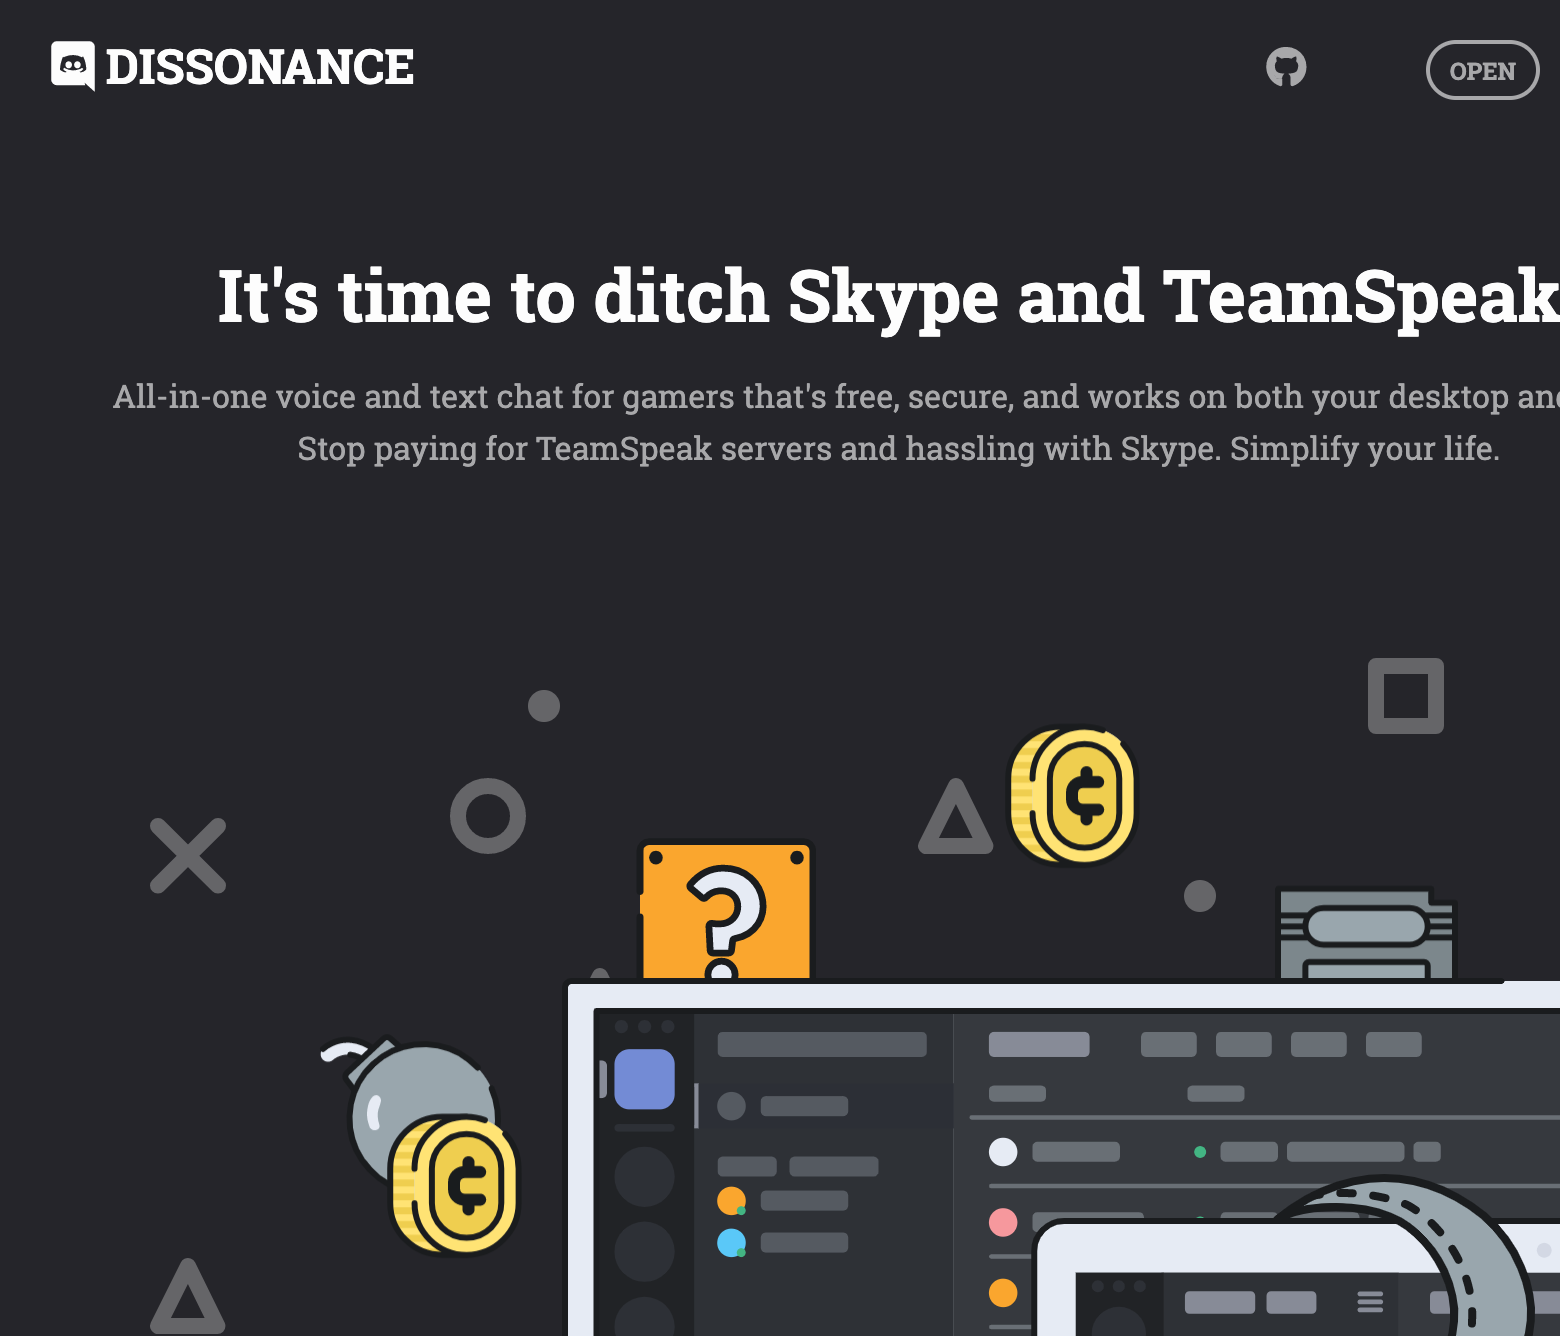 DISSONANCE
OPEN
It's time to ditch Skype and TeamSpeak
All-in-one voice and text chat for gamers that's free, secure, and works on both your desktop and
Stop paying for TeamSpeak servers and hassling with Skype. Simplify your life.
?
¢
¢